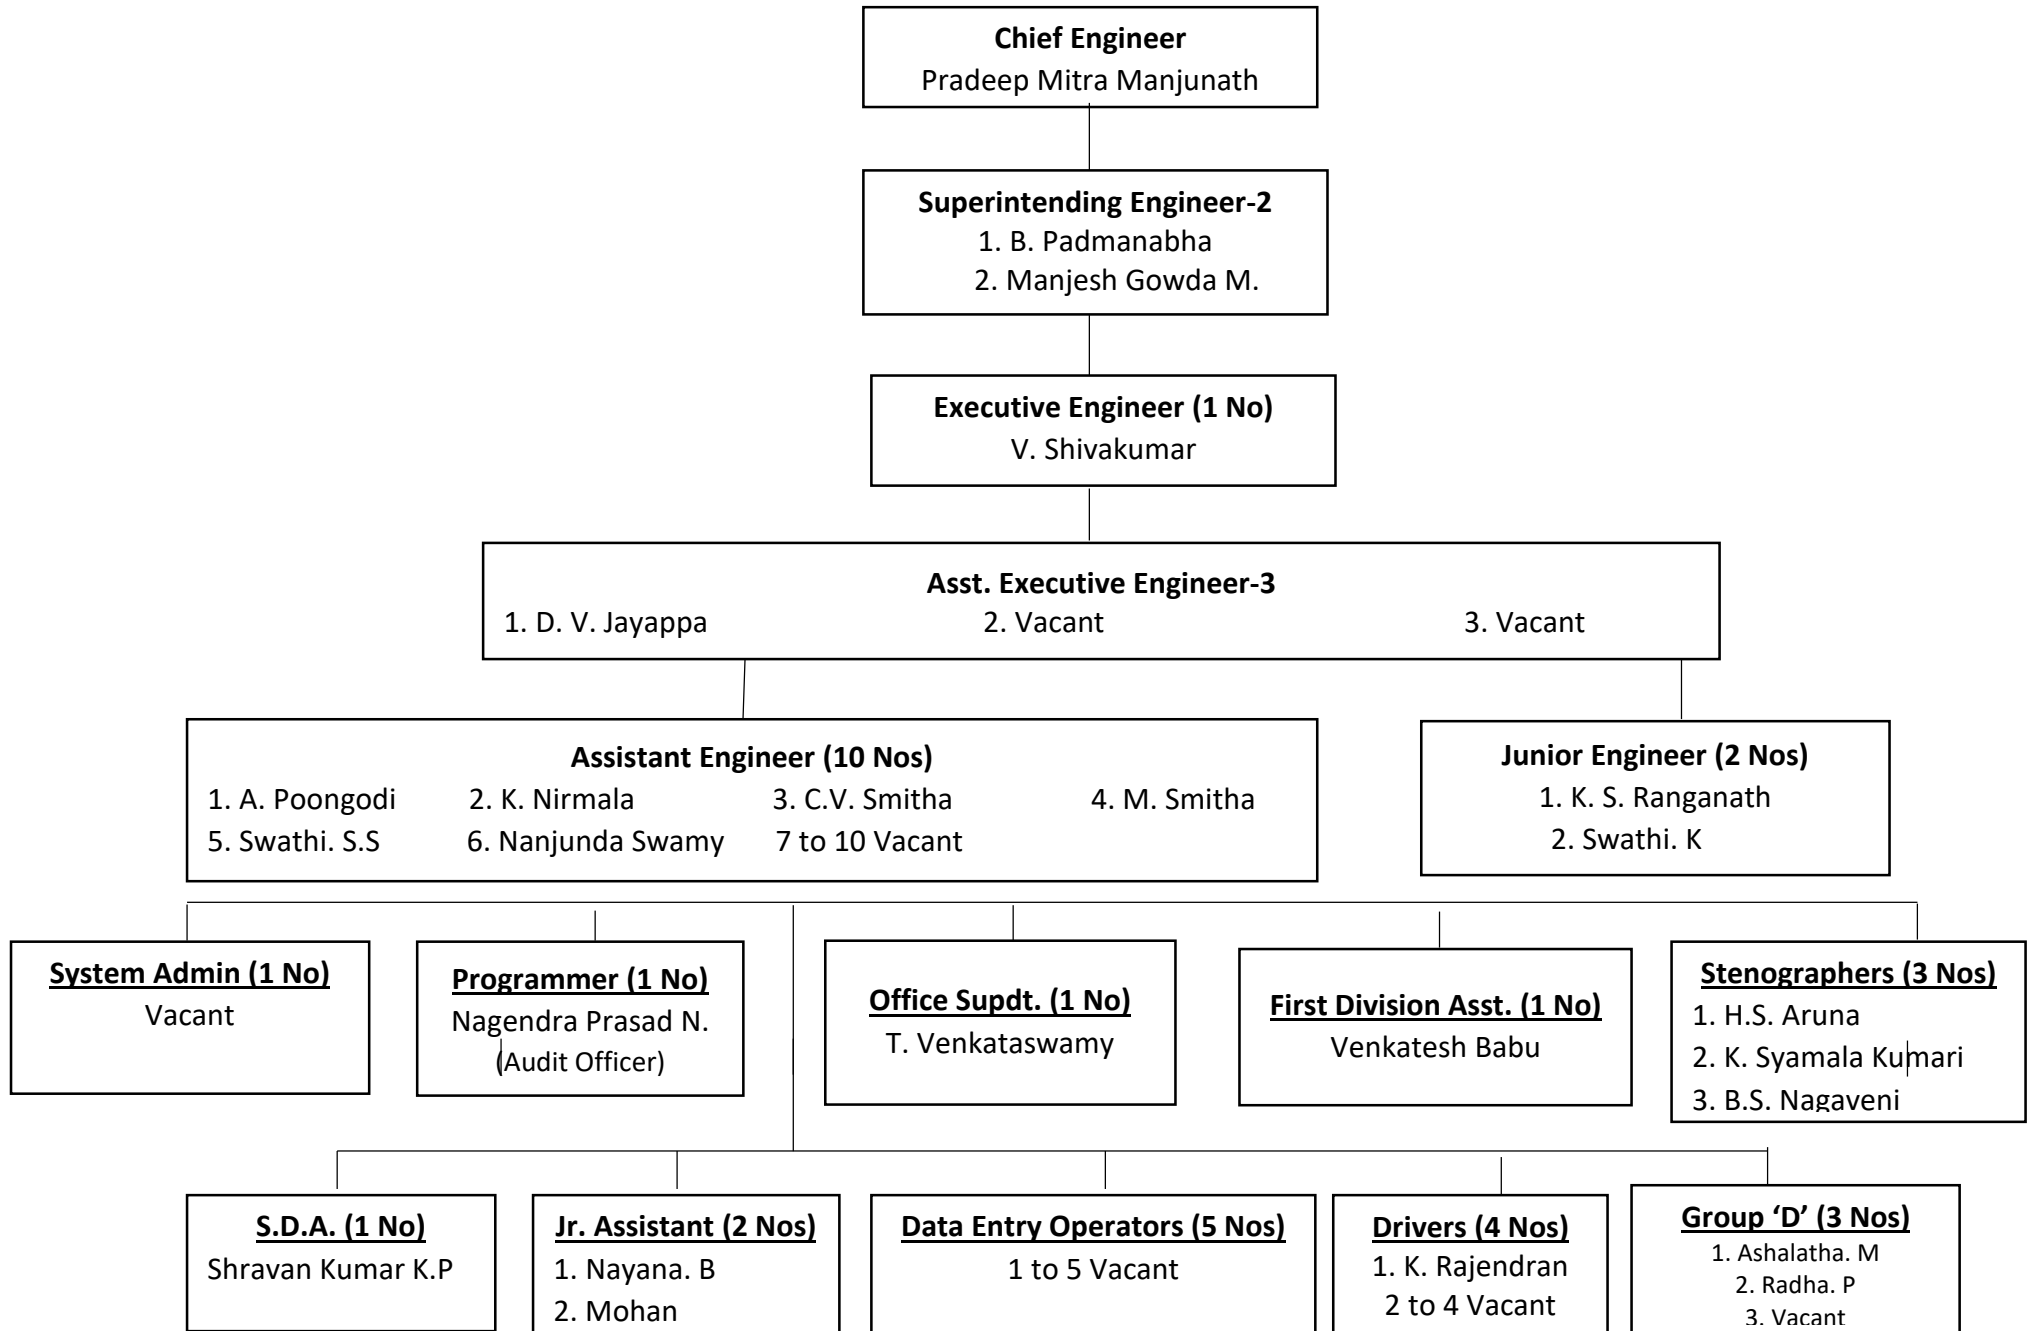 Chief Engineer
Pradeep Mitra Manjunath
Superintending Engineer-2
1. B. Padmanabha
2. Manjesh Gowda M.
Executive Engineer (1 No)
V. Shivakumar
Asst. Executive Engineer-3
1. D. V. Jayappa 2. Vacant 3. Vacant
Assistant Engineer (10 Nos)
1. A. Poongodi 2. K. Nirmala 3. C.V. Smitha 4. M. Smitha
5. Swathi. S.S 6. Nanjunda Swamy 7 to 10 Vacant
Junior Engineer (2 Nos)
1. K. S. Ranganath
2. Swathi. K
System Admin (1 No)
Vacant
Programmer (1 No)
Nagendra Prasad N.
(Audit Officer)
Office Supdt. (1 No)
T. Venkataswamy
First Division Asst. (1 No)
Venkatesh Babu
Stenographers (3 Nos)
1. H.S. Aruna
2. K. Syamala Kumari
3. B.S. Nagaveni
S.D.A. (1 No)
Shravan Kumar K.P
Jr. Assistant (2 Nos)
1. Nayana. B
2. Mohan
Data Entry Operators (5 Nos)
1 to 5 Vacant
Drivers (4 Nos)
1. K. Rajendran
2 to 4 Vacant
Group ‘D’ (3 Nos)
1. Ashalatha. M
2. Radha. P
3. Vacant